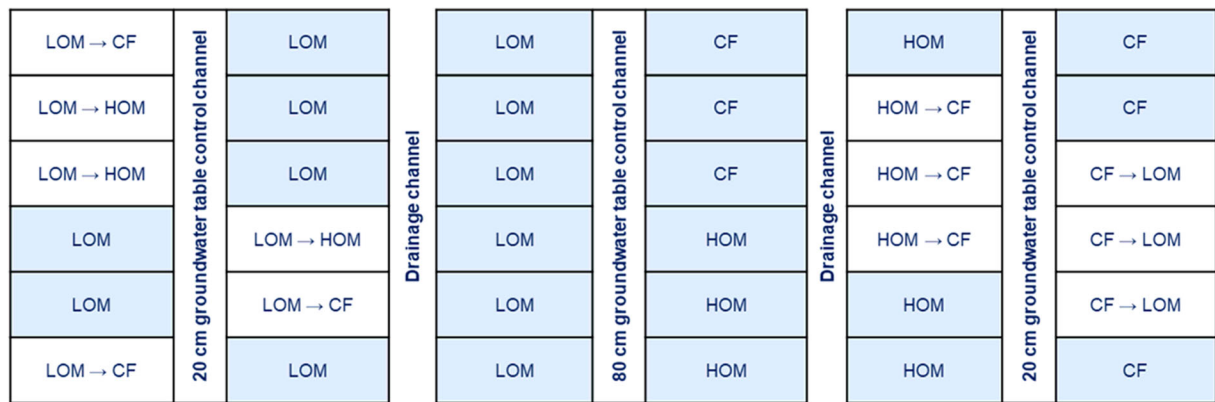 LOM → CF
LOM → HOM
LOM → HOM
LOM
LOM
LOM → CF
20 cm groundwater table control channel
LOM
LOM
LOM
LOM → HOM
LOM → CF
LOM
Drainage channel
LOM
LOM
LOM
LOM
LOM
LOM
80 cm groundwater table control channel
CF
CF
CF
HOM
HOM
HOM
Drainage channel
HOM
HOM → CF
HOM → CF
HOM → CF
HOM
HOM
20 cm groundwater table control channel
CF
CF
CF → LOM
CF → LOM
CF → LOM
CF